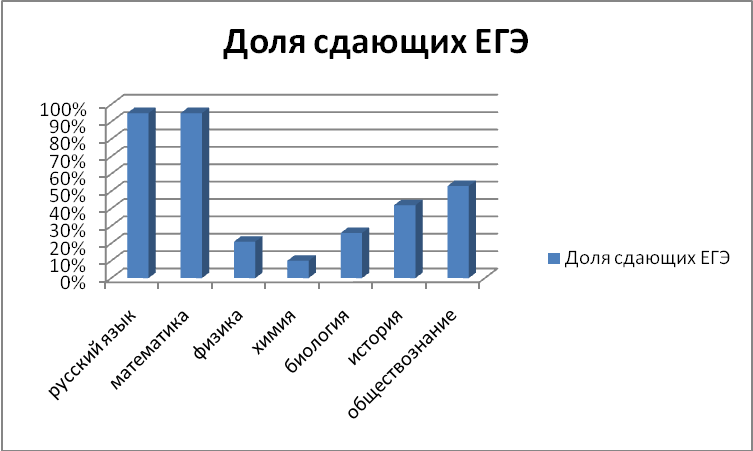 Доля сдающих ЕГЭ
100%
90%
80%
70%
60%
50%
40%
30%
20%
10%
0%
русский язык
математика
физика
химия
биология
история
обществознание
Доля сдающих ЕГЭ